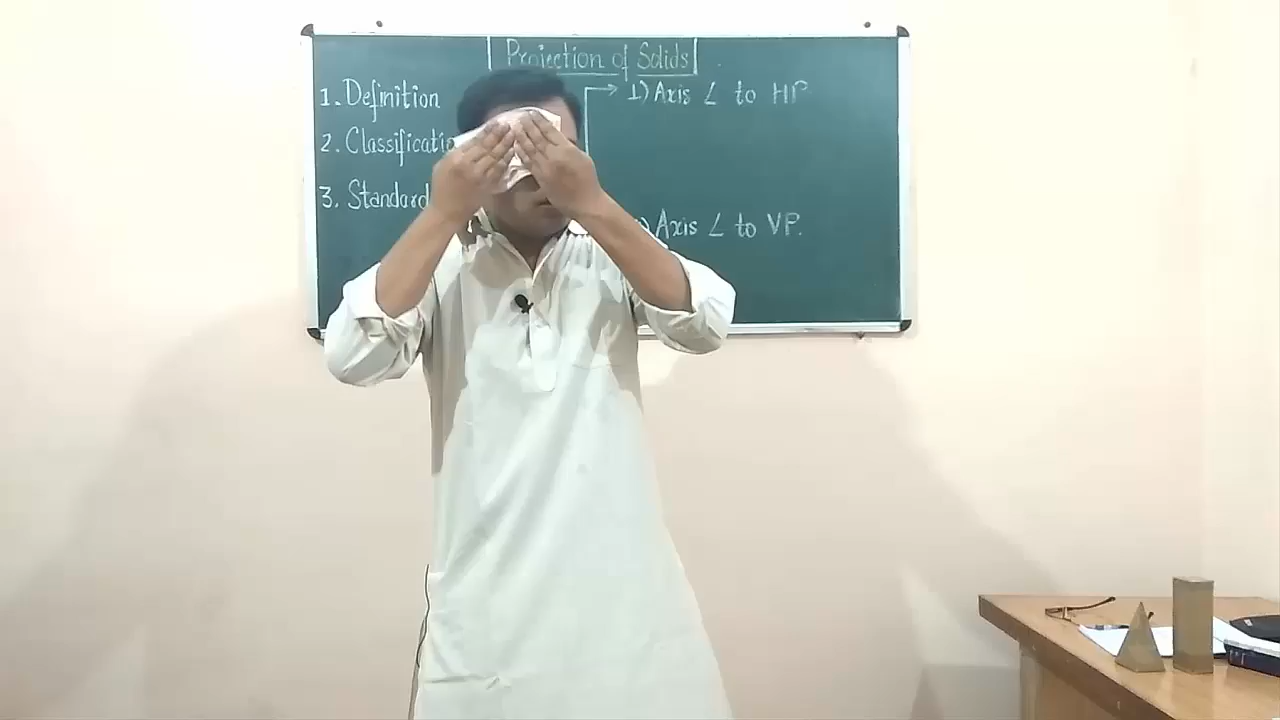 Projection of Solids
1. Definition
2. Classificatio
3. Standard
1) Axis ∠ to HP
Axis ∠ to VP.